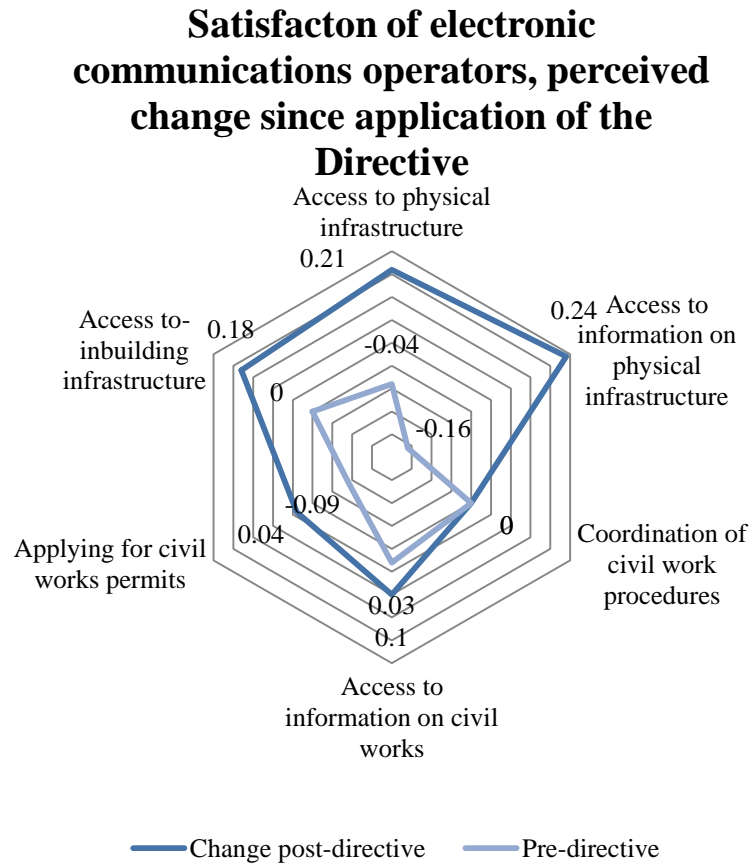 Satisfacton of electronic
communications operators, perceived
change since application of the
Directive
Access to physical
infrastructure
0.21
0.24
Access to
information on
physical
infrastructure
0.18
Access to-
inbuilding
infrastructure
-0.04
0
-0.16
-0.09
0.04
0
0
Applying for civil
works permits
Coordination of
civil work
procedures
0.03
0.1
Access to
information on civil
works
Change post-directive
Pre-directive